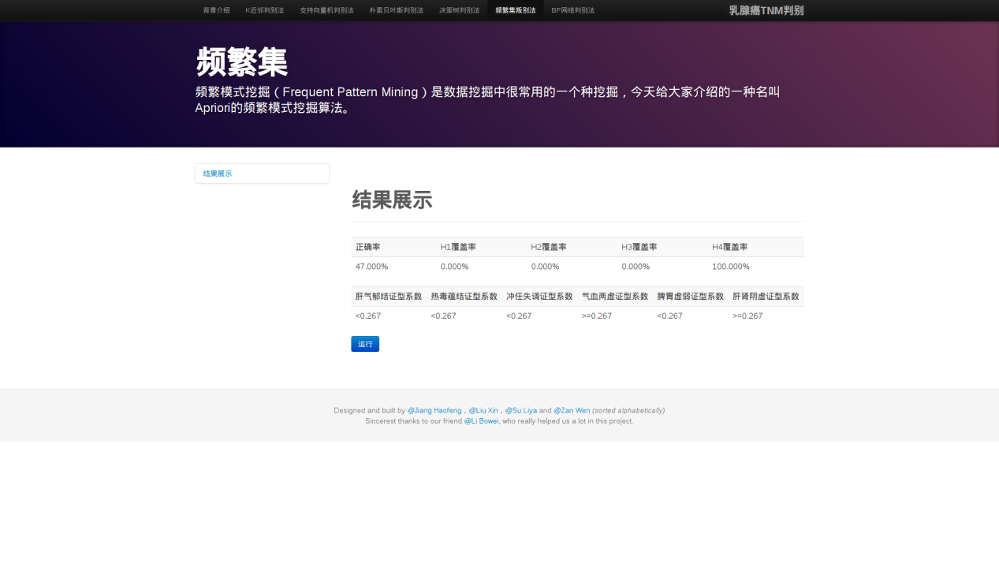 背景介绍 K近邻判别法 支持向量机判别法 朴素贝叶斯判别法 决策树判别法 频繁集叛别法 BP网络判别法 乳腺癌TNM判别
频繁集
频繁模式挖掘（Frequent Pattern Mining）是数据挖掘中很常用的一个种挖掘，今天给大家介绍的一种名叫
Apriori的频繁模式挖掘算法。
结果展示
结果展示
正确率 H1覆盖率 H2覆盖率 H3覆盖率 H4覆盖率
47.000% 0.000% 0.000% 0.000% 100.000%
肝气郁结证型系数 热毒蕴结证型系数 冲任失调证型系数 气血两虚证型系数 脾胃虚弱证型系数 肝肾阴虚证型系数
<0.267 <0.267 <0.267 >=0.267 <0.267 >=0.267
运行
Designed and built by @Jiang Haofeng，@Liu Xin，@Su Liya and @Zan Wen (sorted alphabetically)
Sincerest thanks to our friend @Li Bowei, who really helped us a lot in this project.